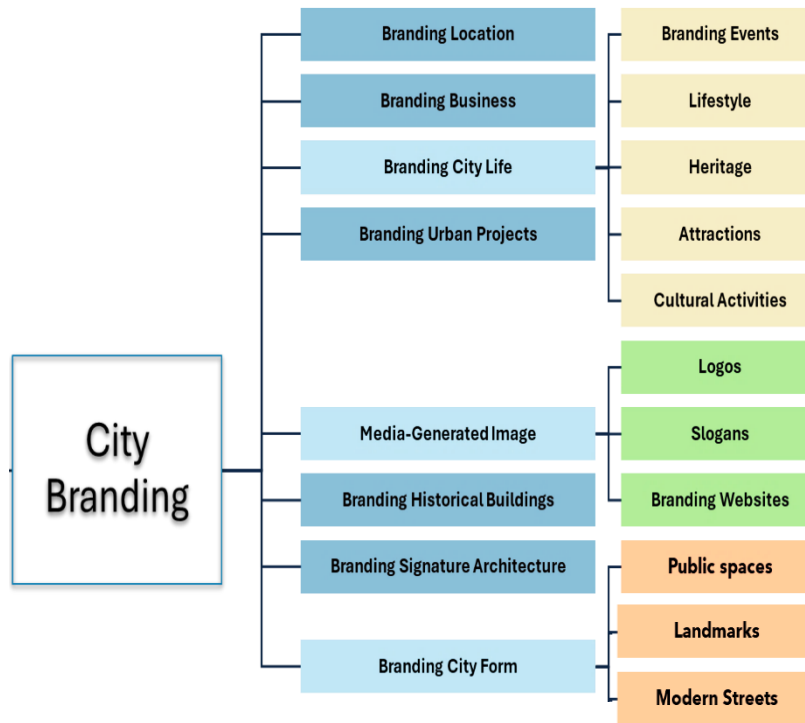 City
Branding
Branding Location
Branding Business
Branding City Life
Branding Urban Projects
Media-Generated Image
Branding Historical Buildings
Branding Signature Architecture
Branding City Form
Branding Events
Lifestyle
Heritage
Attractions
Cultural Activities
Logos
Slogans
Branding Websites
Public spaces
Landmarks
Modern Streets